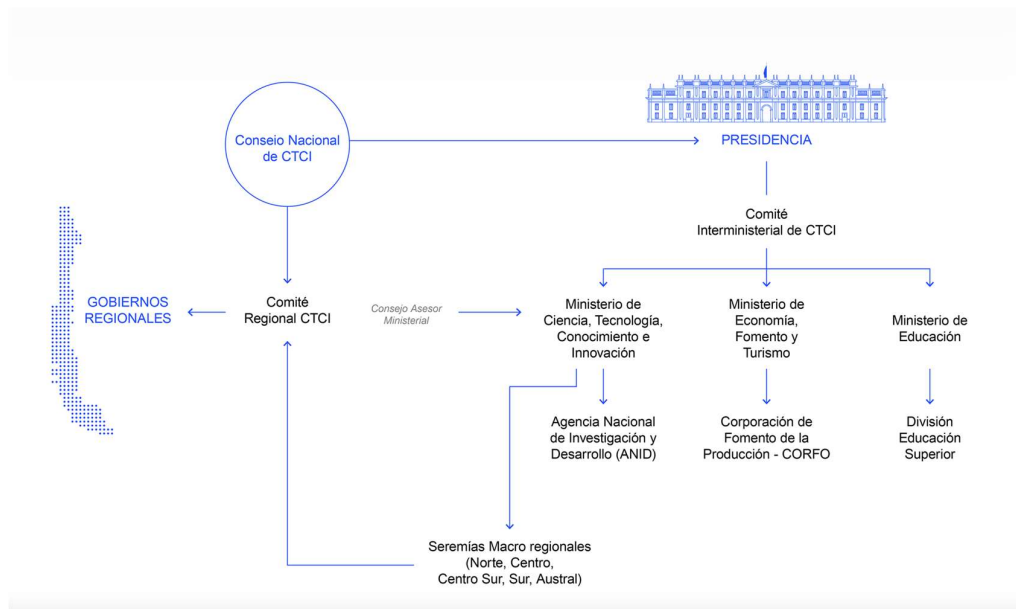 Consejo Nacional
de CTCI
PRESIDENCIA
Comité
Interministerial de CTCI
GOBIERNOS
REGIONALES
Comité
Regional CTCI
Consejo Asesor
Ministerial
Ministerio de
Ciencia, Tecnología,
Conocimiento e
Innovación
Ministerio de
Economía,
Fomento y
Turismo
Ministerio de
Educación
Agencia Nacional
de Investigación y
Desarrollo (ANID)
Corporación de
Fomento de la
Producción - CORFO
División
Educación
Superior
Seremías Macro regionales
(Norte, Centro,
Centro Sur, Sur, Austral)